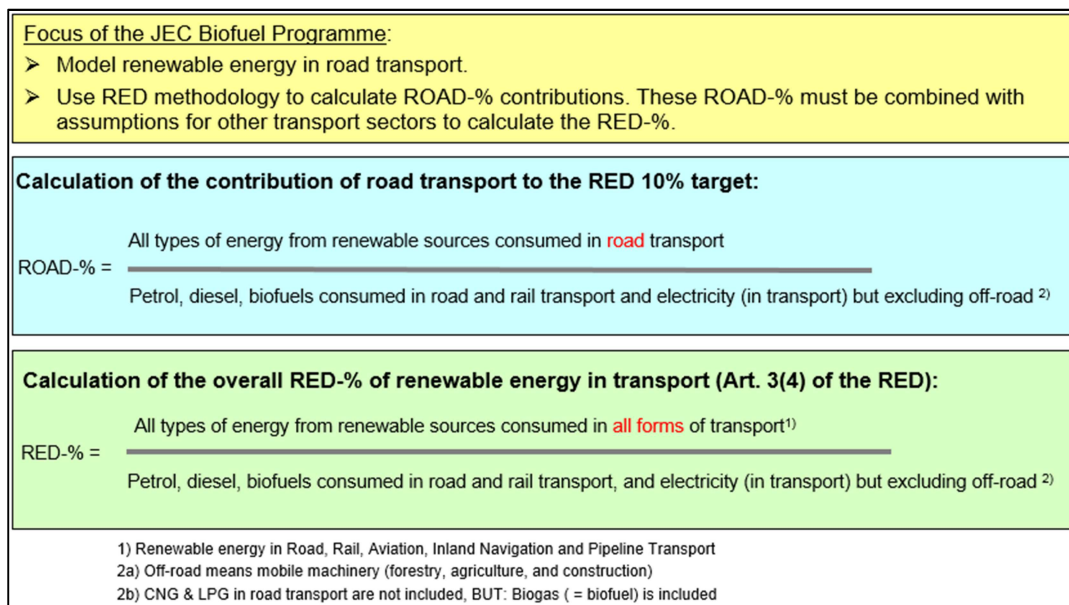 Focus of the JEC Biofuel Programme:
➢ Model renewable energy in road transport.
➢ Use RED methodology to calculate ROAD-% contributions. These ROAD-% must be combined with
assumptions for other transport sectors to calculate the RED-%.
Calculation of the contribution of road transport to the RED 10% target:
All types of energy from renewable sources consumed in road transport
ROAD-% =
Petrol, diesel, biofuels consumed in road and rail transport and electricity (in transport) but excluding off-road 2)
Calculation of the overall RED-% of renewable energy in transport (Art. 3(4) of the RED):
All types of energy from renewable sources consumed in all forms of transport1)
RED-% =
Petrol, diesel, biofuels consumed in road and rail transport, and electricity (in transport) but excluding off-road 2)
1) Renewable energy in Road, Rail, Aviation, Inland Navigation and Pipeline Transport
2a) Off-road means mobile machinery (forestry, agriculture, and construction)
2b) CNG & LPG in road transport are not included, BUT: Biogas ( = biofuel) is included